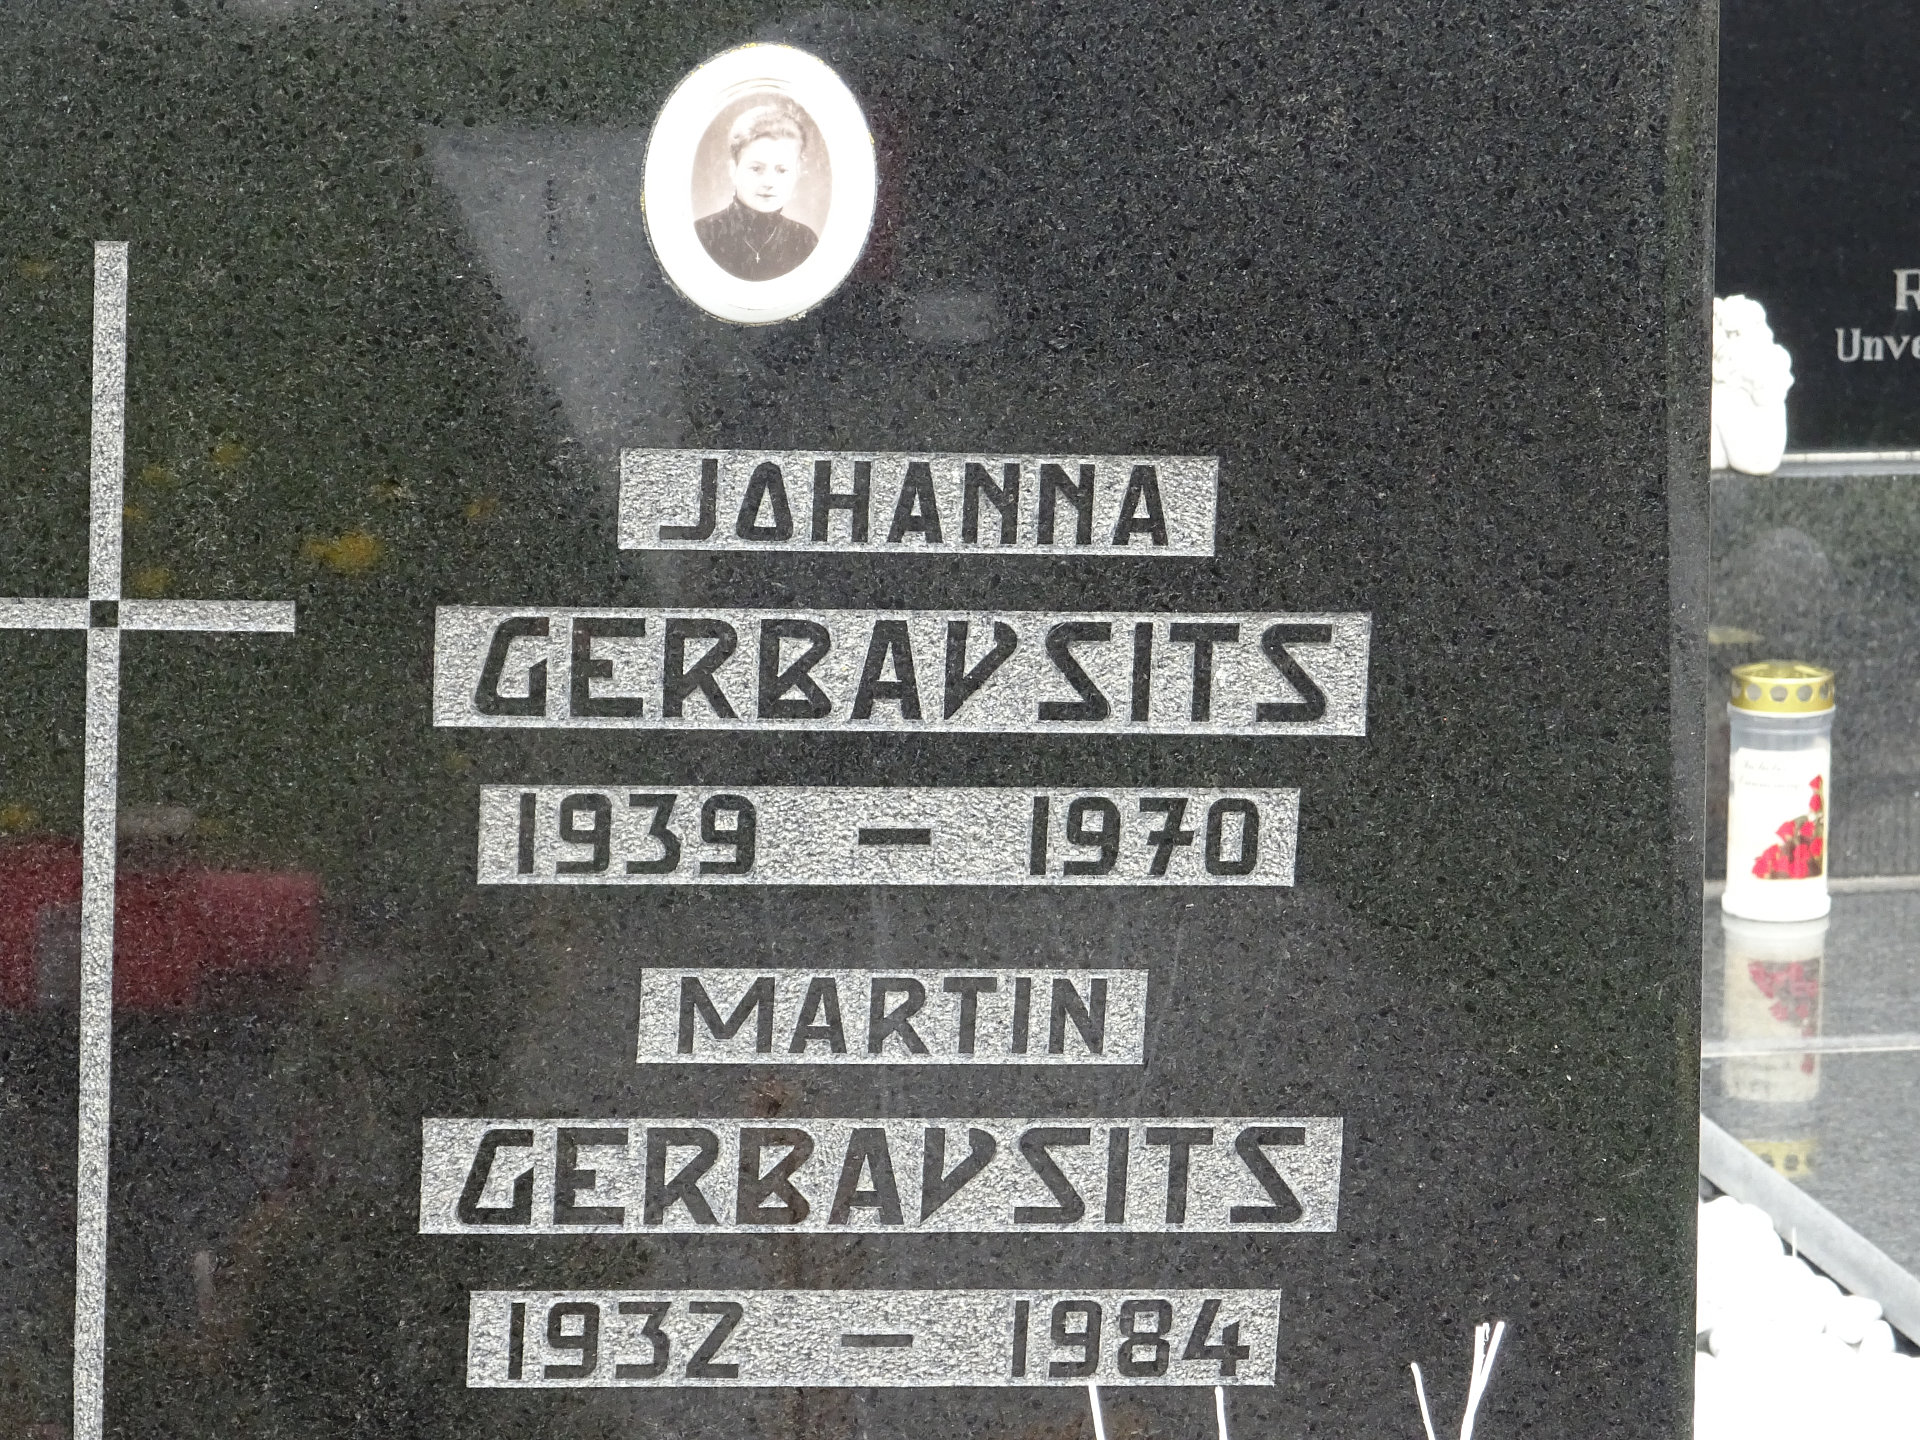 JOHANNA
GERBAVSITS
1939 – 1970
MARTIN
GERBAVSITS
1932 – 1984